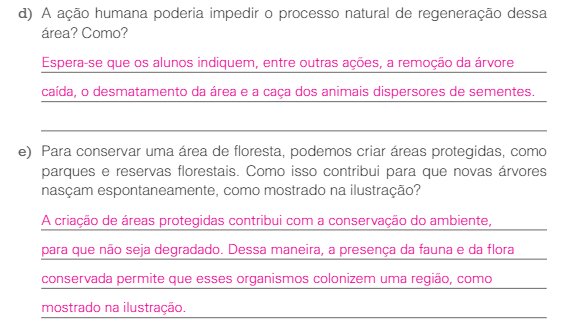 d) A ação humana poderia impedir o processo natural de regeneração dessa
área? Como?
Espera-se que os alunos indiquem, entre outras ações, a remoção da árvore
caída, o desmatamento da área e a caça dos animais dispersores de sementes.
e) Para conservar uma área de floresta, podemos criar áreas protegidas, como
parques e reservas florestais. Como isso contribui para que novas árvores
nasçam espontaneamente, como mostrado na ilustração?
A criação de áreas protegidas contribui com a conservação do ambiente,
para que não seja degradado. Dessa maneira, a presença da fauna e da flora
conservada permite que esses organismos colonizem uma região, como
mostrado na ilustração.